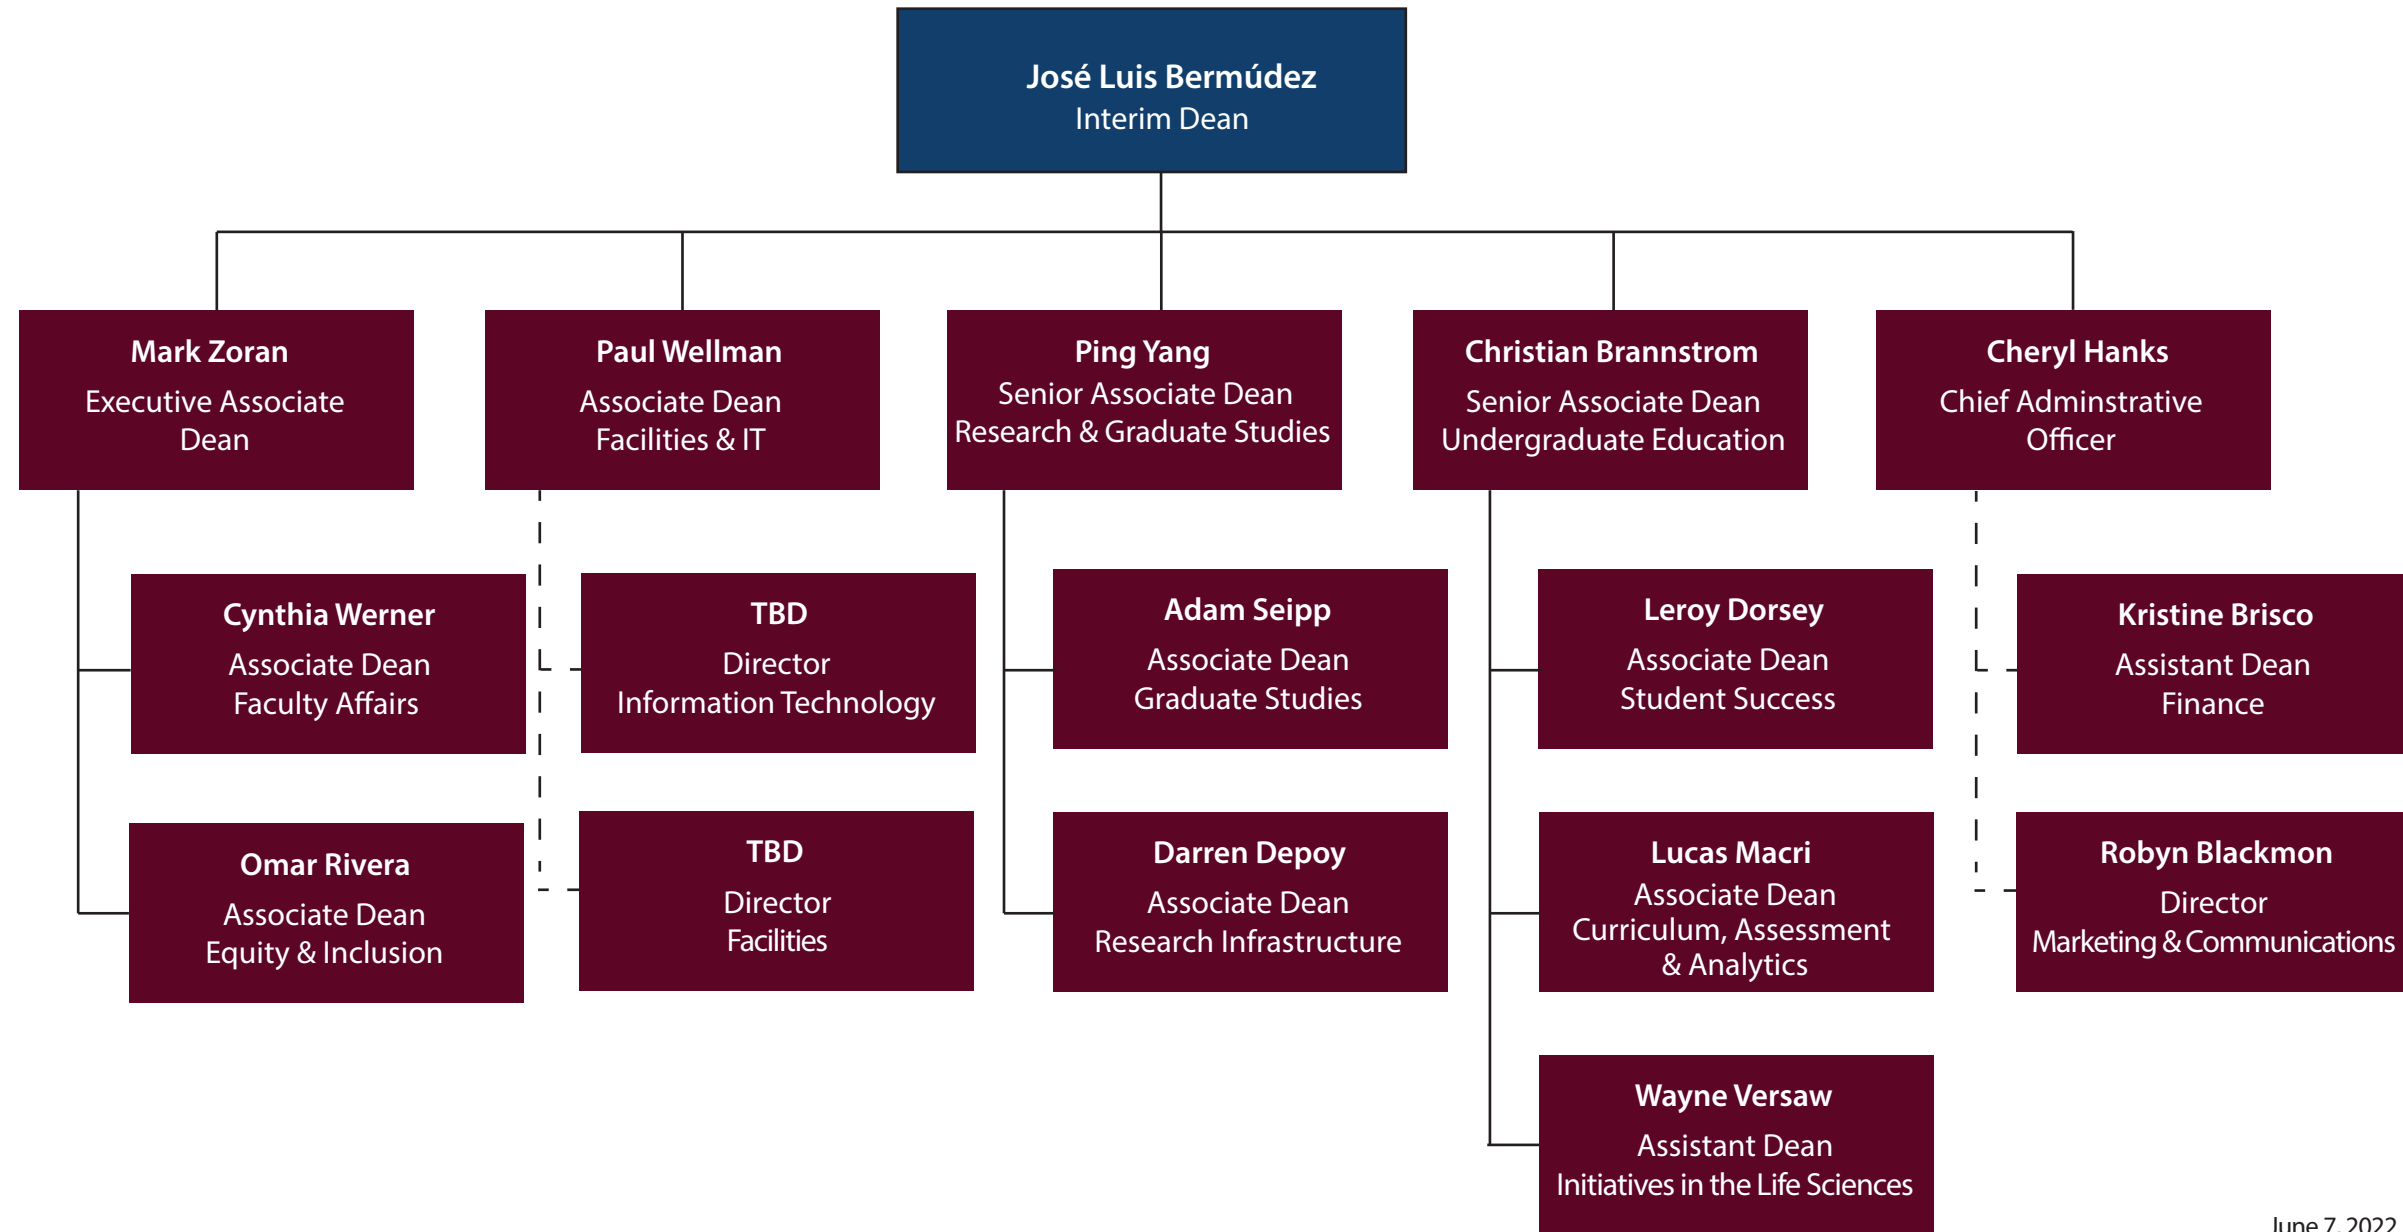 José Luis Bermúdez
Interim Dean
Mark Zoran
Executive Associate
Dean
Paul Wellman
Associate Dean
Facilities & IT
Ping Yang
Senior Associate Dean
Research & Graduate Studies
Christian Brannstrom
Senior Associate Dean
Undergraduate Education
Cheryl Hanks
Chief Adminstrative
Officer
Cynthia Werner
Associate Dean
Faculty Affairs
TBD
Director
Information Technology
Adam Seipp
Associate Dean
Graduate Studies
Leroy Dorsey
Associate Dean
Student Success
Kristine Brisco
Assistant Dean
Finance
Omar Rivera
Associate Dean
Equity & Inclusion
TBD
Director
Facilities
Darren Depoy
Associate Dean
Research Infrastructure
Lucas Macri
Associate Dean
Curriculum, Assessment
& Analytics
Robyn Blackmon
Director
Marketing & Communications
Wayne Versaw
Assistant Dean
Initiatives in the Life Sciences
June 7, 2022